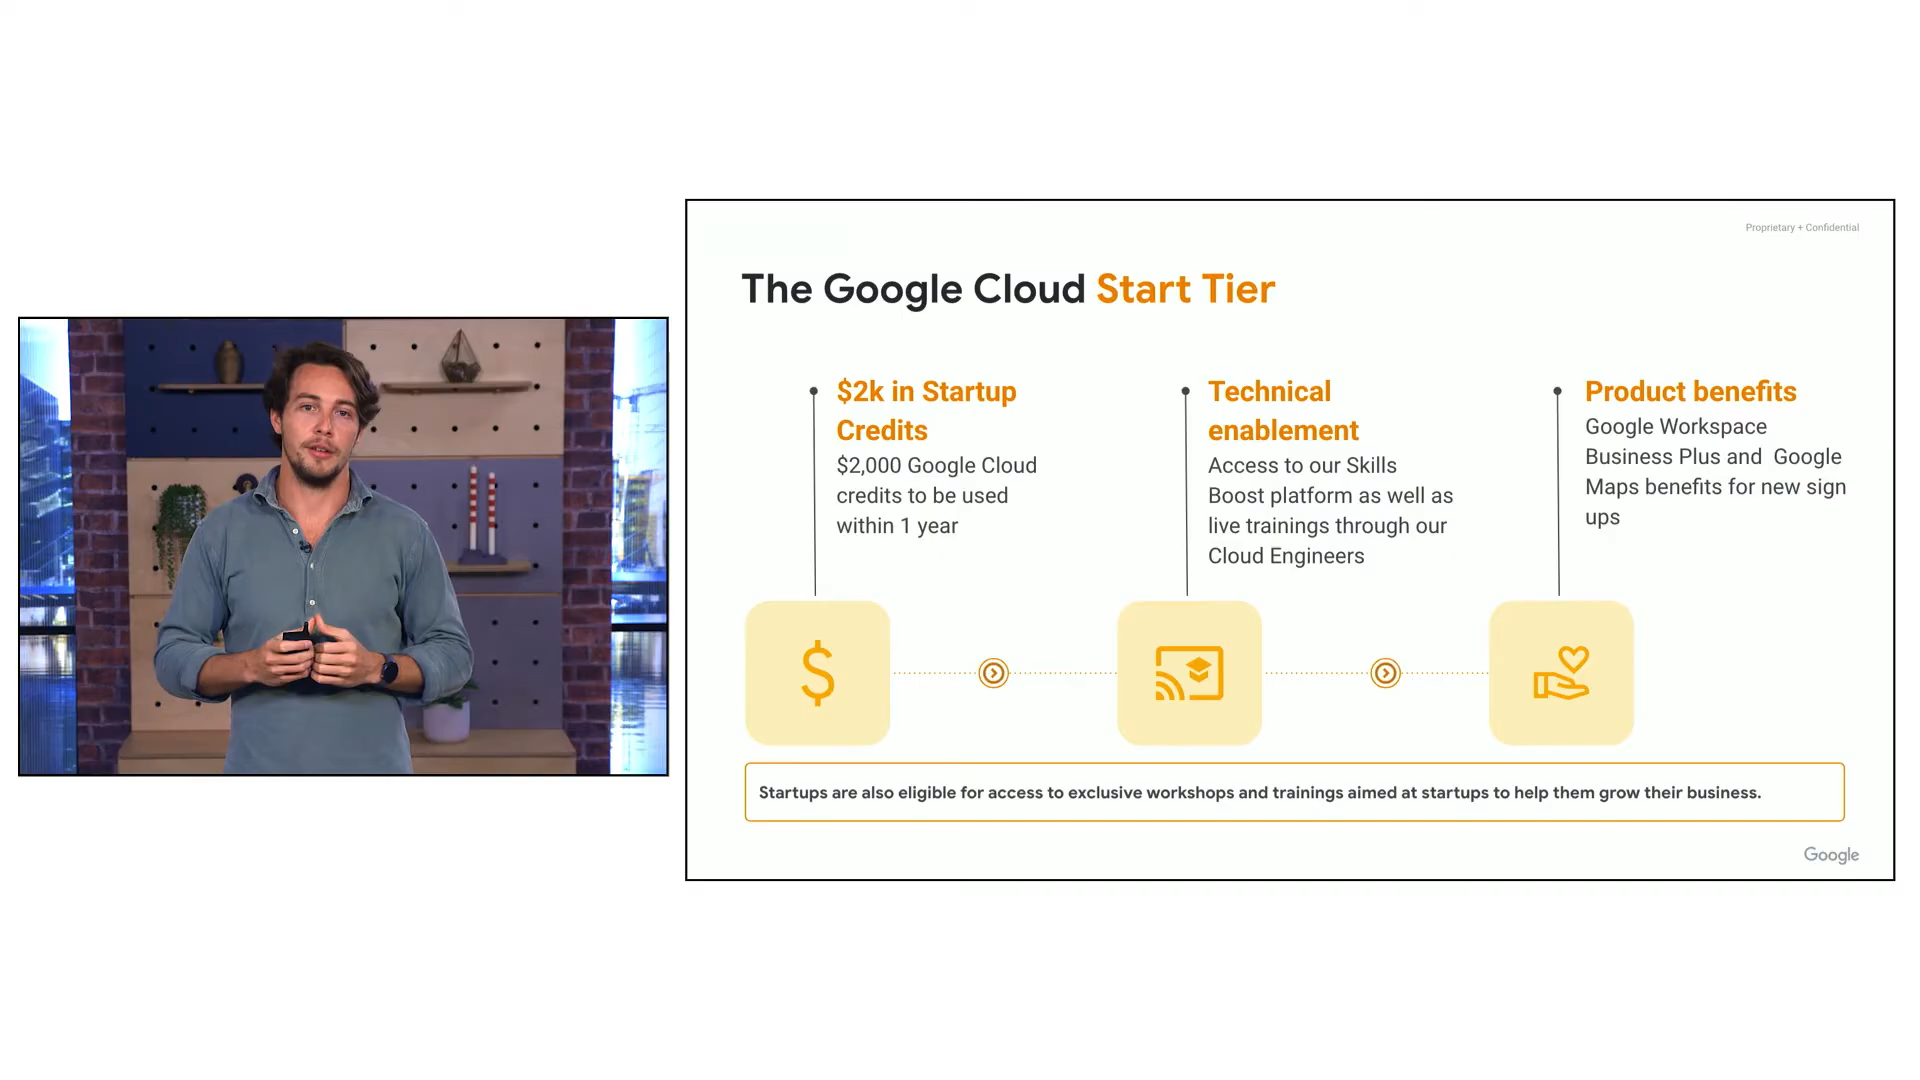 Proprietary + Confidential
The Google Cloud Start Tier
$2k in Startup
Credits
$2,000 Google Cloud
credits to be used
within 1 year
Technical
enablement
Access to our Skills
Boost platform as well as
live trainings through our
Cloud Engineers
Product benefits
Google Workspace
Business Plus and  Google
Maps benefits for new sign
ups
$
Startups are also eligible for access to exclusive workshops and trainings aimed at startups to help them grow their business.
Google